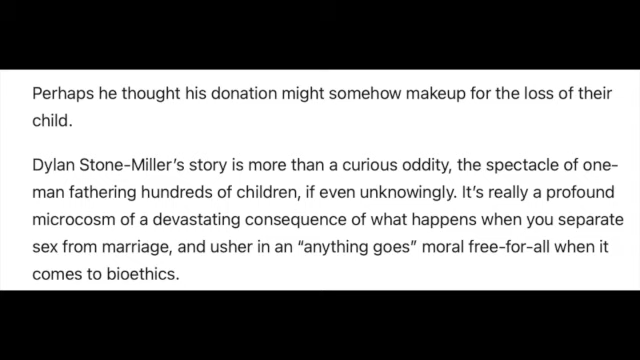 Perhaps he thought his donation might somehow makeup for the loss of their
child.
Dylan Stone-Miller’s story is more than a curious oddity, the spectacle of one-
man fathering hundreds of children, if even unknowingly. It’s really a profound
microcosm of a devastating consequence of what happens when you separate
sex from marriage, and usher in an “anything goes” moral free-for-all when it
comes to bioethics.